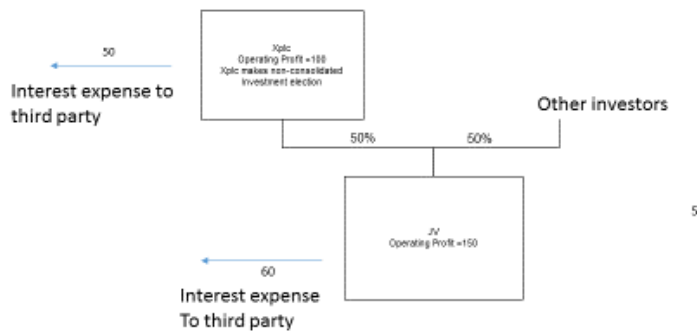 50
Interest expense to
third party
Xplc
Operating Profit =100
Xplc makes non-consolidated
Investment election
Other investors
50%
50%
JV
Operating Profit =150
5
60
Interest expense
To third party